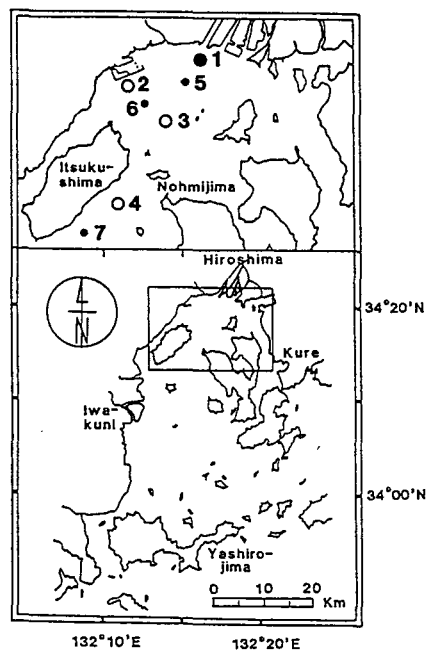 1
2
5
6
3
Itsuku-
shima
Nohmijima
4
7
Hiroshima
34°20'N
N
Kure
Iwa-
kuni
34°00'N
Yashiro-
jima
0 10 20
Km
132°10'E 132°20'E